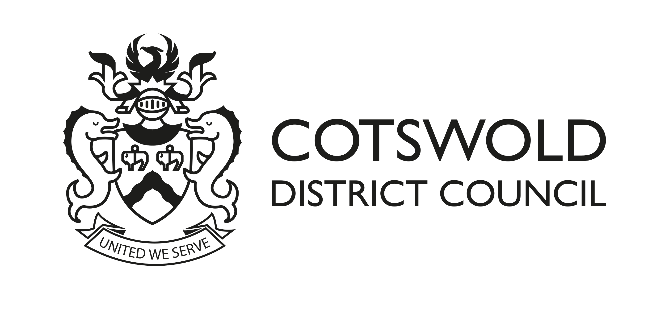 COTSWOLD
DISTRICT COUNCIL
UNITED WE SERVE